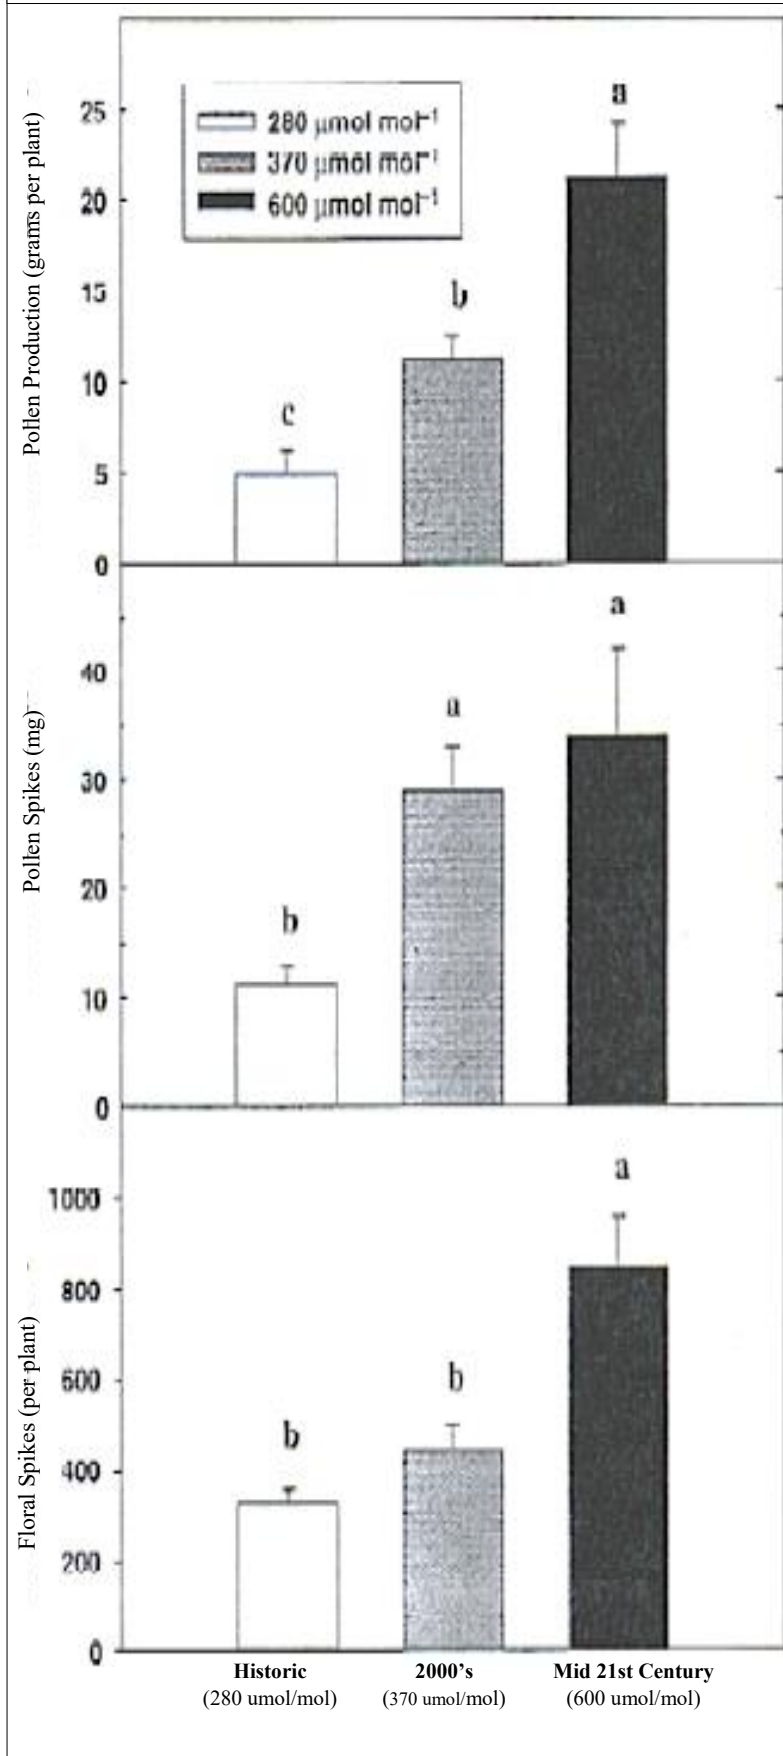 Pollen Production (grams per plant)
25
20
15
10
5
0
280 µmol mol⁻¹
370 µmol mol⁻¹
600 µmol mol⁻¹
c
b
a
Pollen Spikes (mg)
40
30
20
10
0
b
a
a
Floral Spikes (per plant)
1000
800
600
400
200
0
b
b
a
Historic
(280 umol/mol)
2000's
(370 umol/mol)
Mid 21st Century
(600 umol/mol)